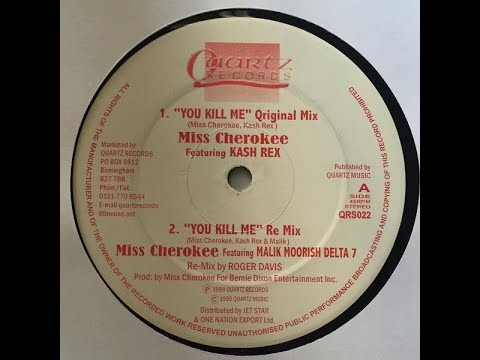 Quartz
RECORDS
1. "YOU KILL ME" Original Mix
(Miss Cherokee, Kash Rex )
Miss Cherokee
Featuring KASH REX
Marketed by
QUARTZ RECORDS
PO BOX 6912
Birmingham
B27 7BB
Phone/Fax
0121 770 8544
E-mail quartzrecords
@lineone.net
Published by
QUARTZ MUSIC
A
SIDE
45RPM
STEREO
QRS022
2. "YOU KILL ME" Re Mix
(Miss Cherokee, Kash Rex & Malik )
Miss Cherokee Featuring MALIK MOORISH DELTA 7
Re-Mix by ROGER DAVIS
Prod: by Miss Cherokee For Bernie Dixon Entertainment Inc.
℗ 1999 QUARTZ RECORDS
© 1999 QUARTZ MUSIC
Distributed by JET STAR
& ONE NATION EXPORT Ltd.
ALL RIGHTS OF THE MANUFACTURER AND OF THE OWNER OF THE RECORDED WORK RESERVED UNAUTHORISED PUBLIC PERFORMANCE BROADCASTING AND COPYING OF THIS RECORD PROHIBITED